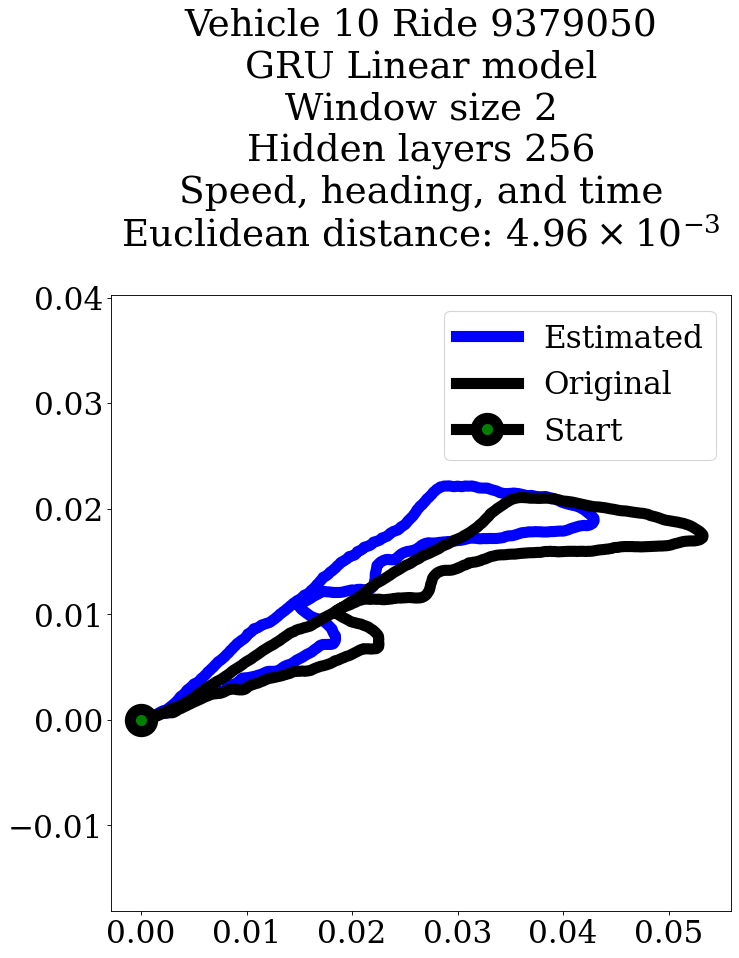 Vehicle 10 Ride 9379050
GRU Linear model
Window size 2
Hidden layers 256
Speed, heading, and time
Euclidean distance: 4.96 × 10⁻³
0.04
0.03
0.02
0.01
0.00
−0.01
Estimated
Original
Start
0.00 0.01 0.02 0.03 0.04 0.05